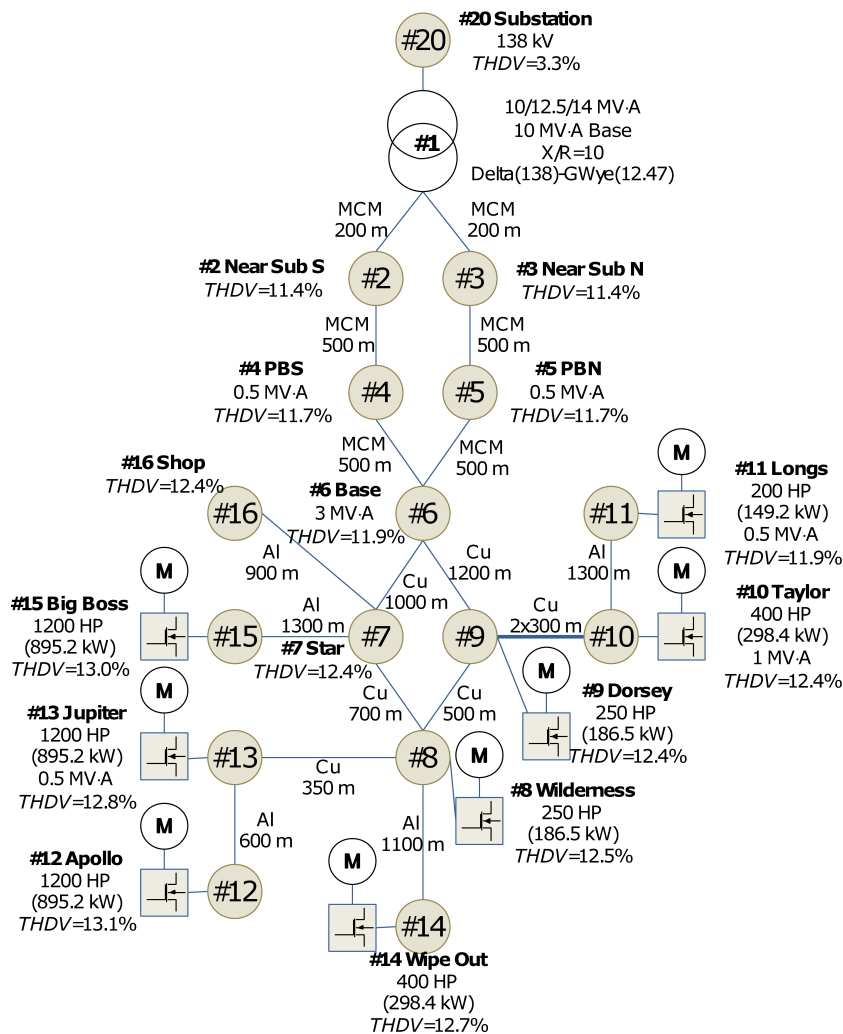 #20 Substation
138 kV
THDV=3.3%
#20
10/12.5/14 MV·A
10 MV·A Base
X/R=10
Delta(138)-GWye(12.47)
#1
MCM
200 m
MCM
200 m
#2 Near Sub S
THDV=11.4%
#2
#3
#3 Near Sub N
THDV=11.4%
MCM
500 m
MCM
500 m
#4 PBS
0.5 MV·A
THDV=11.7%
#4
#5
#5 PBN
0.5 MV·A
THDV=11.7%
MCM
500 m
MCM
500 m
#16 Shop
THDV=12.4%
#16
#6 Base
3 MV·A
THDV=11.9%
#6
#11
M
#11 Longs
200 HP
(149.2 kW)
0.5 MV·A
THDV=11.9%
Al
900 m
Cu
1000 m
Cu
1200 m
Al
1300 m
M
#15 Big Boss
1200 HP
(895.2 kW)
THDV=13.0%
#15
Al
1300 m
#7
#7 Star
THDV=12.4%
#9
Cu
2x300 m
#10
M
#10 Taylor
400 HP
(298.4 kW)
1 MV·A
THDV=12.4%
M
#9 Dorsey
250 HP
(186.5 kW)
THDV=12.4%
Cu
700 m
Cu
500 m
M
#13 Jupiter
1200 HP
(895.2 kW)
0.5 MV·A
THDV=12.8%
#13
Cu
350 m
#8
M
#8 Wilderness
250 HP
(186.5 kW)
THDV=12.5%
Al
600 m
Al
1100 m
M
#12 Apollo
1200 HP
(895.2 kW)
THDV=13.1%
#12
M
#14
#14 Wipe Out
400 HP
(298.4 kW)
THDV=12.7%